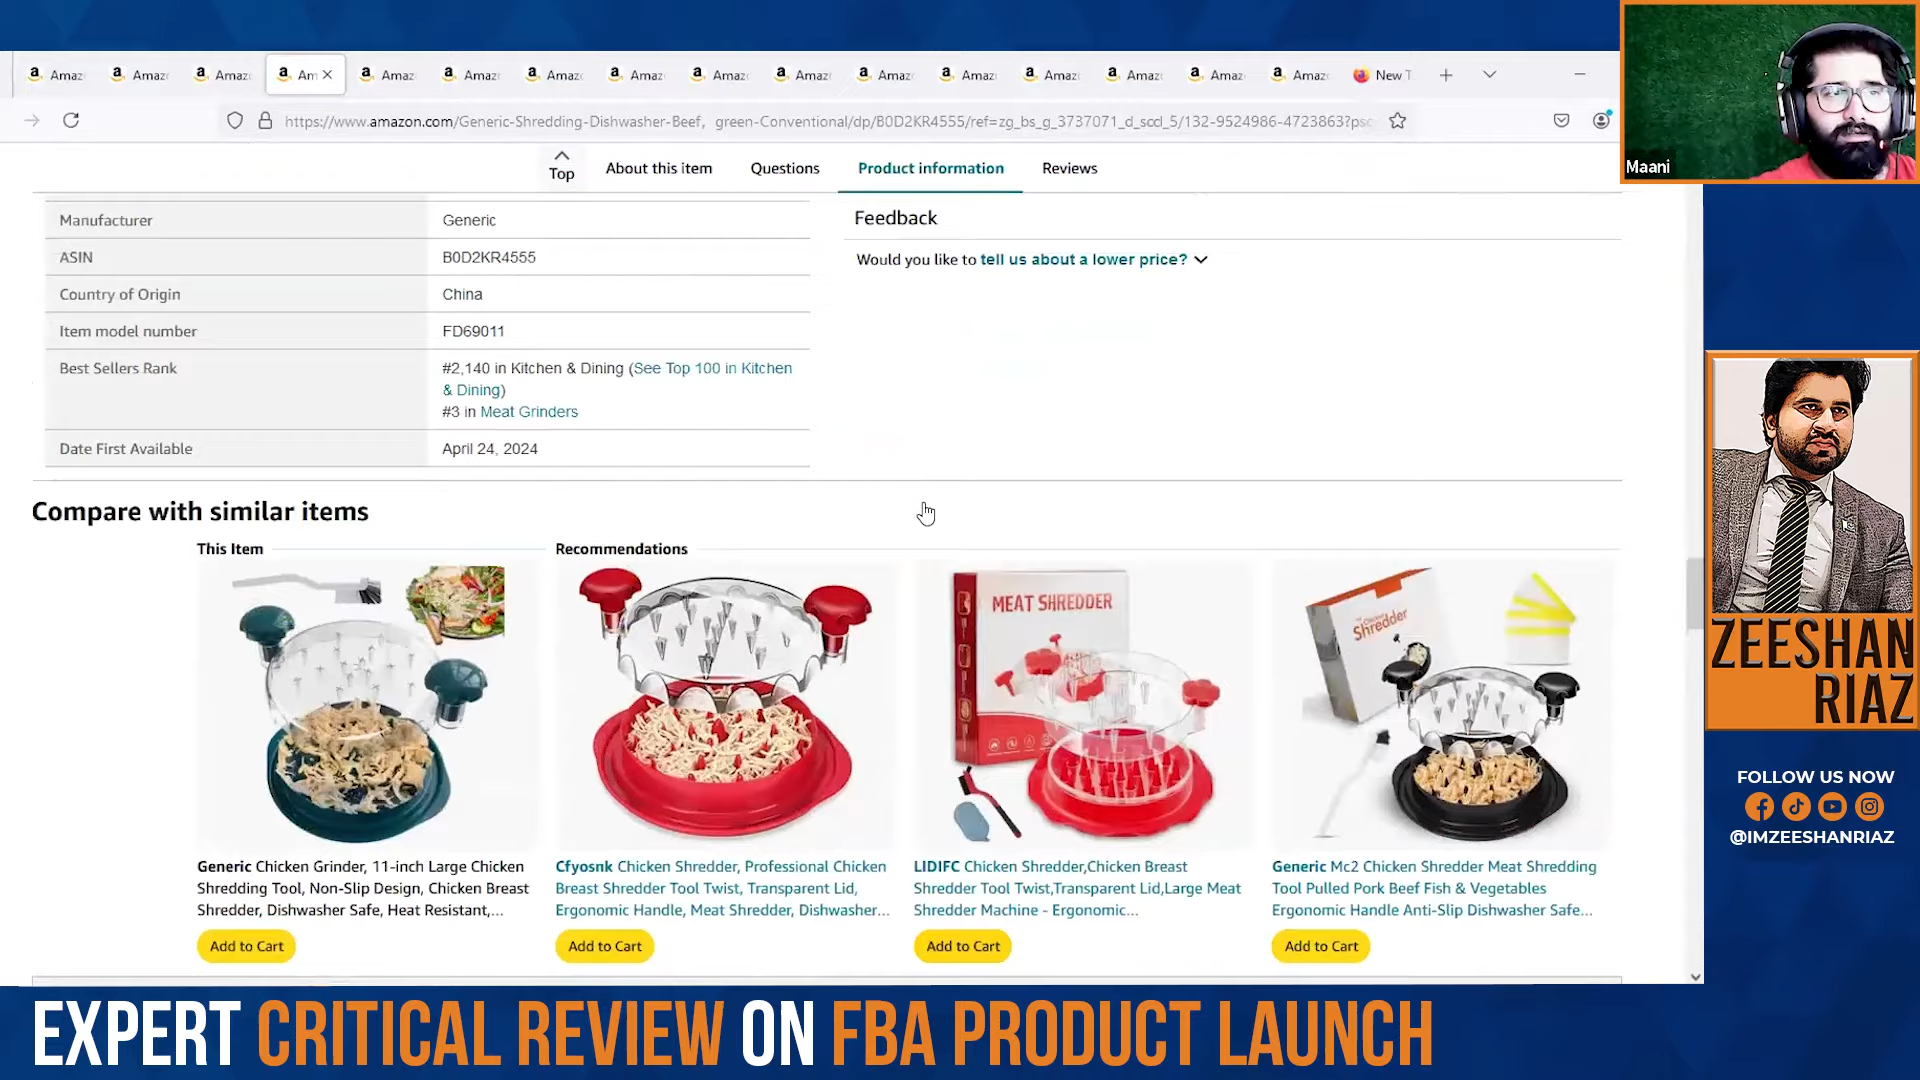 Amaz
Amaz
Amaz
Am
Amaz
Amaz
Amaz
Amaz
Amaz
Amaz
Amaz
Amaz
Amaz
Amaz
Amaz
Amaz
New T
https://www.amazon.com/Generic-Shredding-Dishwasher-Beef, green-Conventional/dp/B0D2KR4555/ref=zg_bs_g_3737071_d_sccl_5/132-9524986-4723863?psc
Maani
Top
About this item
Questions
Product information
Reviews
Manufacturer Generic
ASIN B0D2KR4555
Country of Origin China
Item model number FD69011
Best Sellers Rank #2,140 in Kitchen & Dining (See Top 100 in Kitchen
& Dining)
#3 in Meat Grinders
Date First Available April 24, 2024
Feedback
Would you like to tell us about a lower price?
Compare with similar items
This Item
Recommendations
MEAT SHREDDER
Chicken
Shredder
Generic Chicken Grinder, 11-inch Large Chicken
Shredding Tool, Non-Slip Design, Chicken Breast
Shredder, Dishwasher Safe, Heat Resistant,...
Add to Cart
Cfyosnk Chicken Shredder, Professional Chicken
Breast Shredder Tool Twist, Transparent Lid,
Ergonomic Handle, Meat Shredder, Dishwasher...
Add to Cart
LIDIFC Chicken Shredder,Chicken Breast
Shredder Tool Twist,Transparent Lid,Large Meat
Shredder Machine - Ergonomic...
Add to Cart
Generic Mc2 Chicken Shredder Meat Shredding
Tool Pulled Pork Beef Fish & Vegetables
Ergonomic Handle Anti-Slip Dishwasher Safe...
Add to Cart
ZEESHAN
RIAZ
FOLLOW US NOW
@IMZEESHANRIAZ
EXPERT CRITICAL REVIEW ON FBA PRODUCT LAUNCH